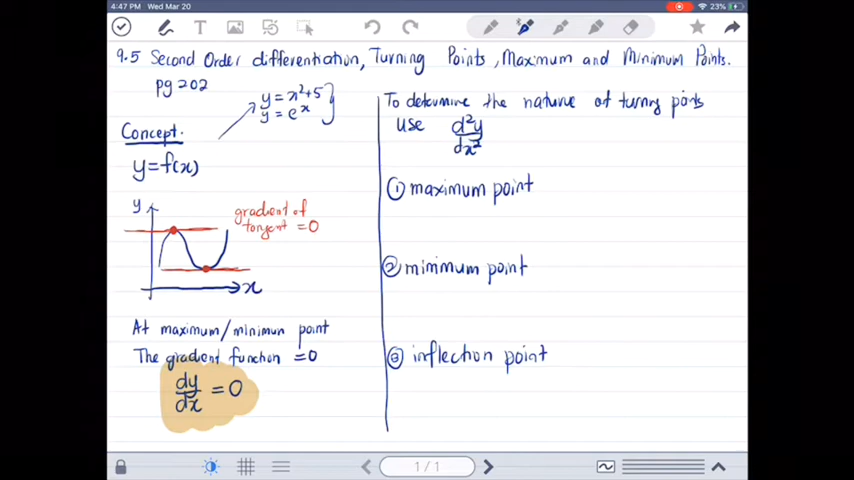 4:47 PM Wed Mar 20
23%
9.5 Second Order differentiation, Turning Points, Maximum and Minimum Points.
pg 202
y = x²+5
y = eˣ
Concept.
y=f(x)
y
gradient of
tangent = 0
x
At maximum/minimum point
The gradient function = 0
dy/dx = 0
To determine the nature of turning points
use d²y/dx²
① maximum point
② minimum point
③ inflection point
1 / 1